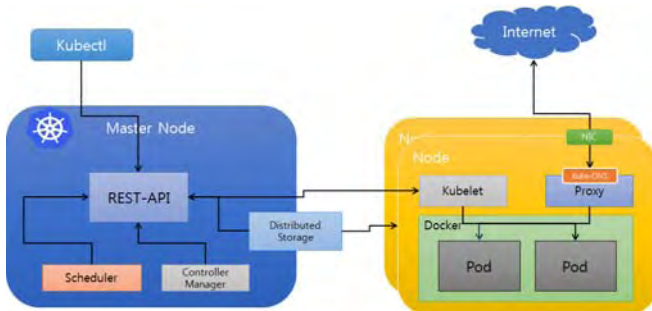 Kubectl
Internet
Master Node
REST-API
Scheduler
Controller
Manager
Distributed
Storage
N
NIC
Node
Kubelet
Kube-DNS
Proxy
Docker
Pod
Pod